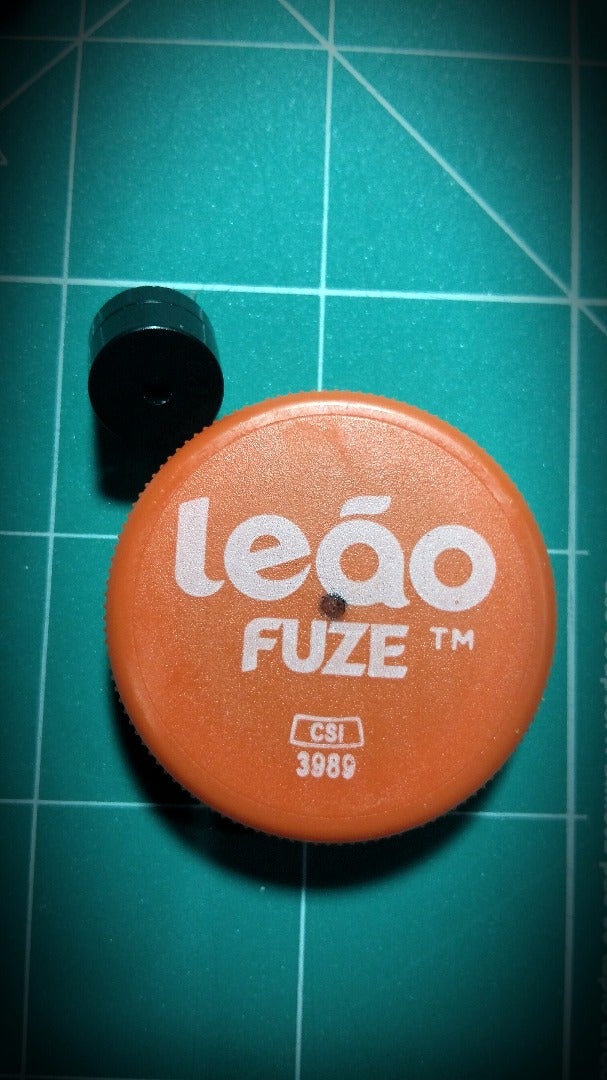 leão
FUZE ™
CSI
3989